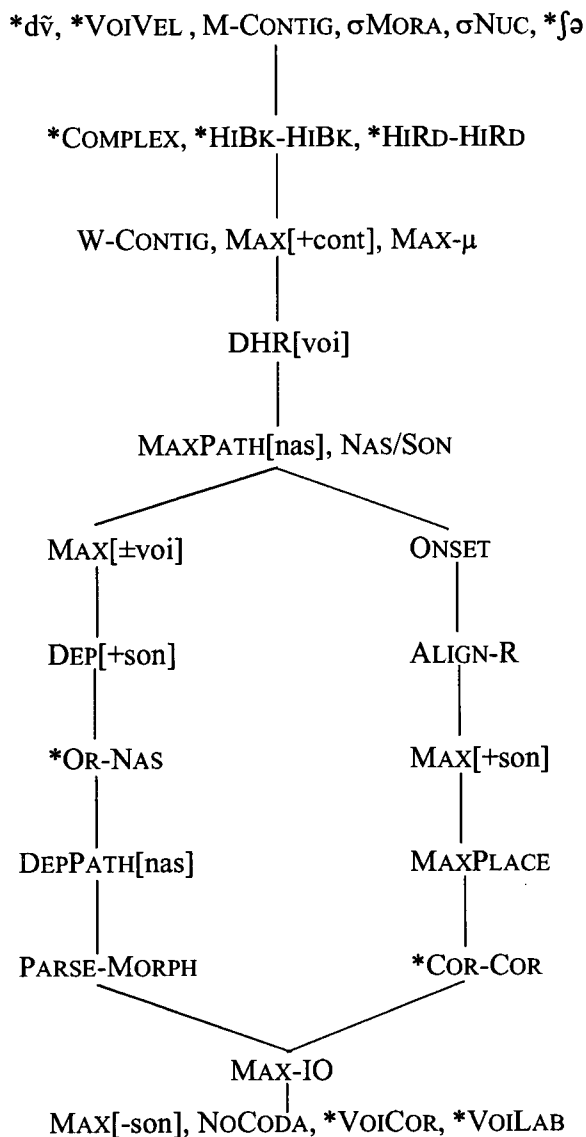 *dṽ, *VOIVEL, M-CONTIG, σMORA, σNUC, *ʃə
*COMPLEX, *HIBK-HIBK, *HIRD-HIRD
W-CONTIG, MAX[+cont], MAX-μ
DHR[voi]
MAXPATH[nas], NAS/SON
MAX[±voi] ONSET
DEP[+son] ALIGN-R
*OR-NAS MAX[+son]
DEPPATH[nas] MAXPLACE
PARSE-MORPH *COR-COR
MAX-IO
MAX[-son], NOCODA, *VOICOR, *VOILAB